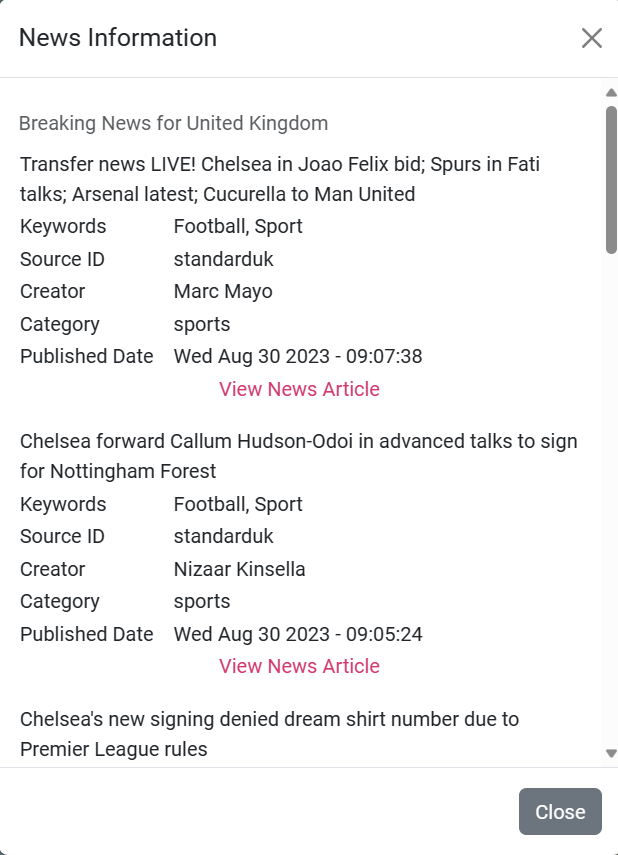 News Information
Breaking News for United Kingdom
Transfer news LIVE! Chelsea in Joao Felix bid; Spurs in Fati
talks; Arsenal latest; Cucurella to Man United
Keywords Football, Sport
Source ID standarduk
Creator Marc Mayo
Category sports
Published Date Wed Aug 30 2023 - 09:07:38
View News Article
Chelsea forward Callum Hudson-Odoi in advanced talks to sign
for Nottingham Forest
Keywords Football, Sport
Source ID standarduk
Creator Nizaar Kinsella
Category sports
Published Date Wed Aug 30 2023 - 09:05:24
View News Article
Chelsea's new signing denied dream shirt number due to
Premier League rules
Close